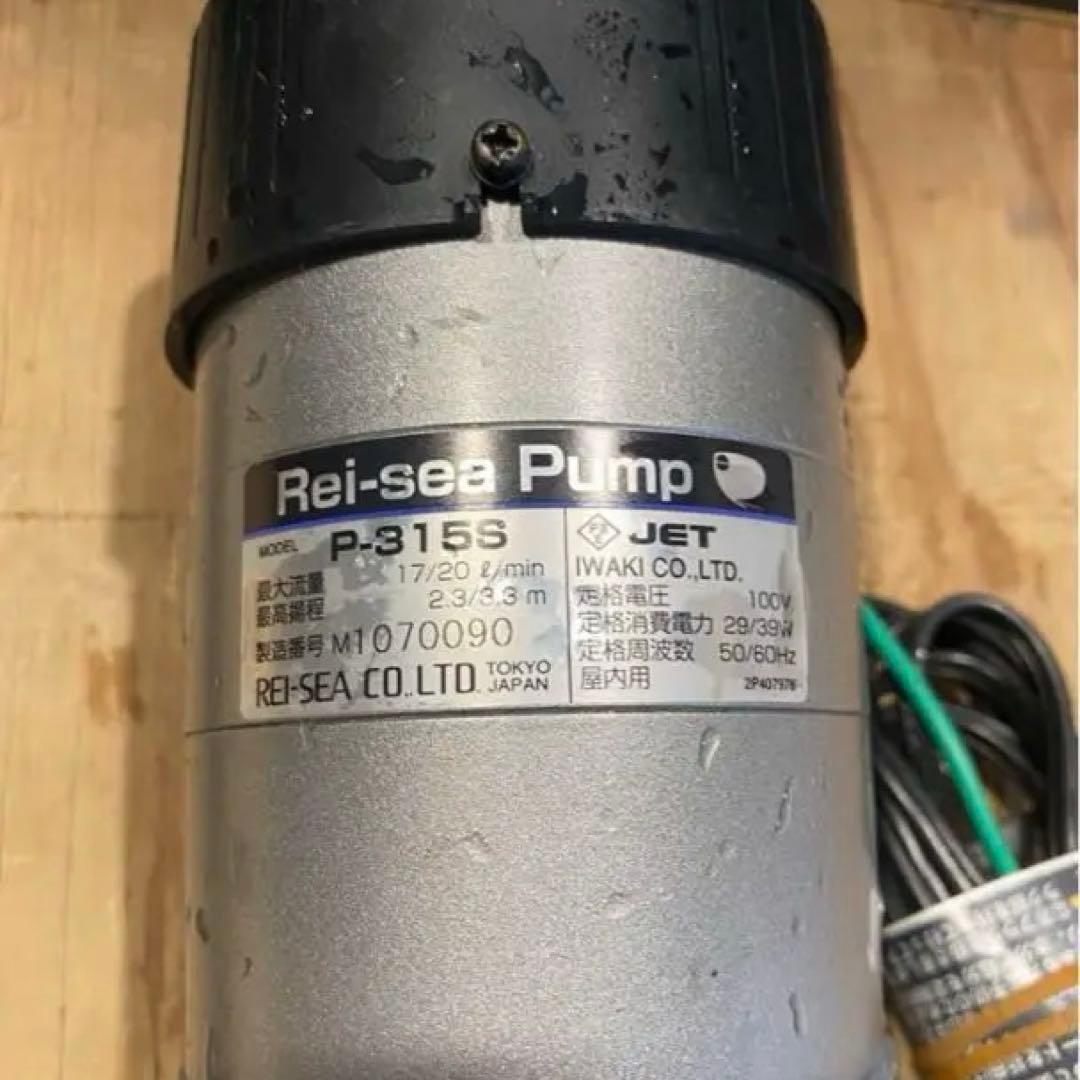 Rei-sea Pump
MODEL P-315S
最大流量 17/20 ℓ/min
最高揚程 2.3/3.3 m
製造番号 M1070090
REI-SEA CO.,LTD. TOKYO JAPAN
PSE JET
IWAKI CO.,LTD.
定格電圧 100V
定格消費電力 29/39W
定格周波数 50/60Hz
屋内用 2P407976